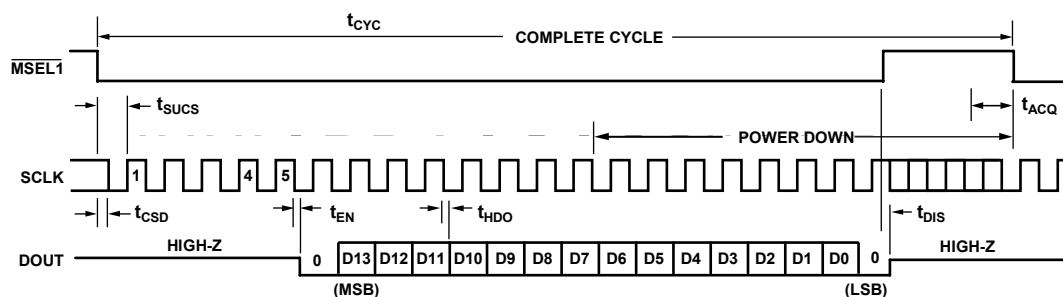 tCYC
COMPLETE CYCLE
MSEL1
tSUCS
tACQ
POWER DOWN
SCLK
1 4 5
tCSD
tEN
tHDO
tDIS
DOUT
HIGH-Z
0 D13 D12 D11 D10 D9 D8 D7 D6 D5 D4 D3 D2 D1 D0 0
HIGH-Z
(MSB)
(LSB)